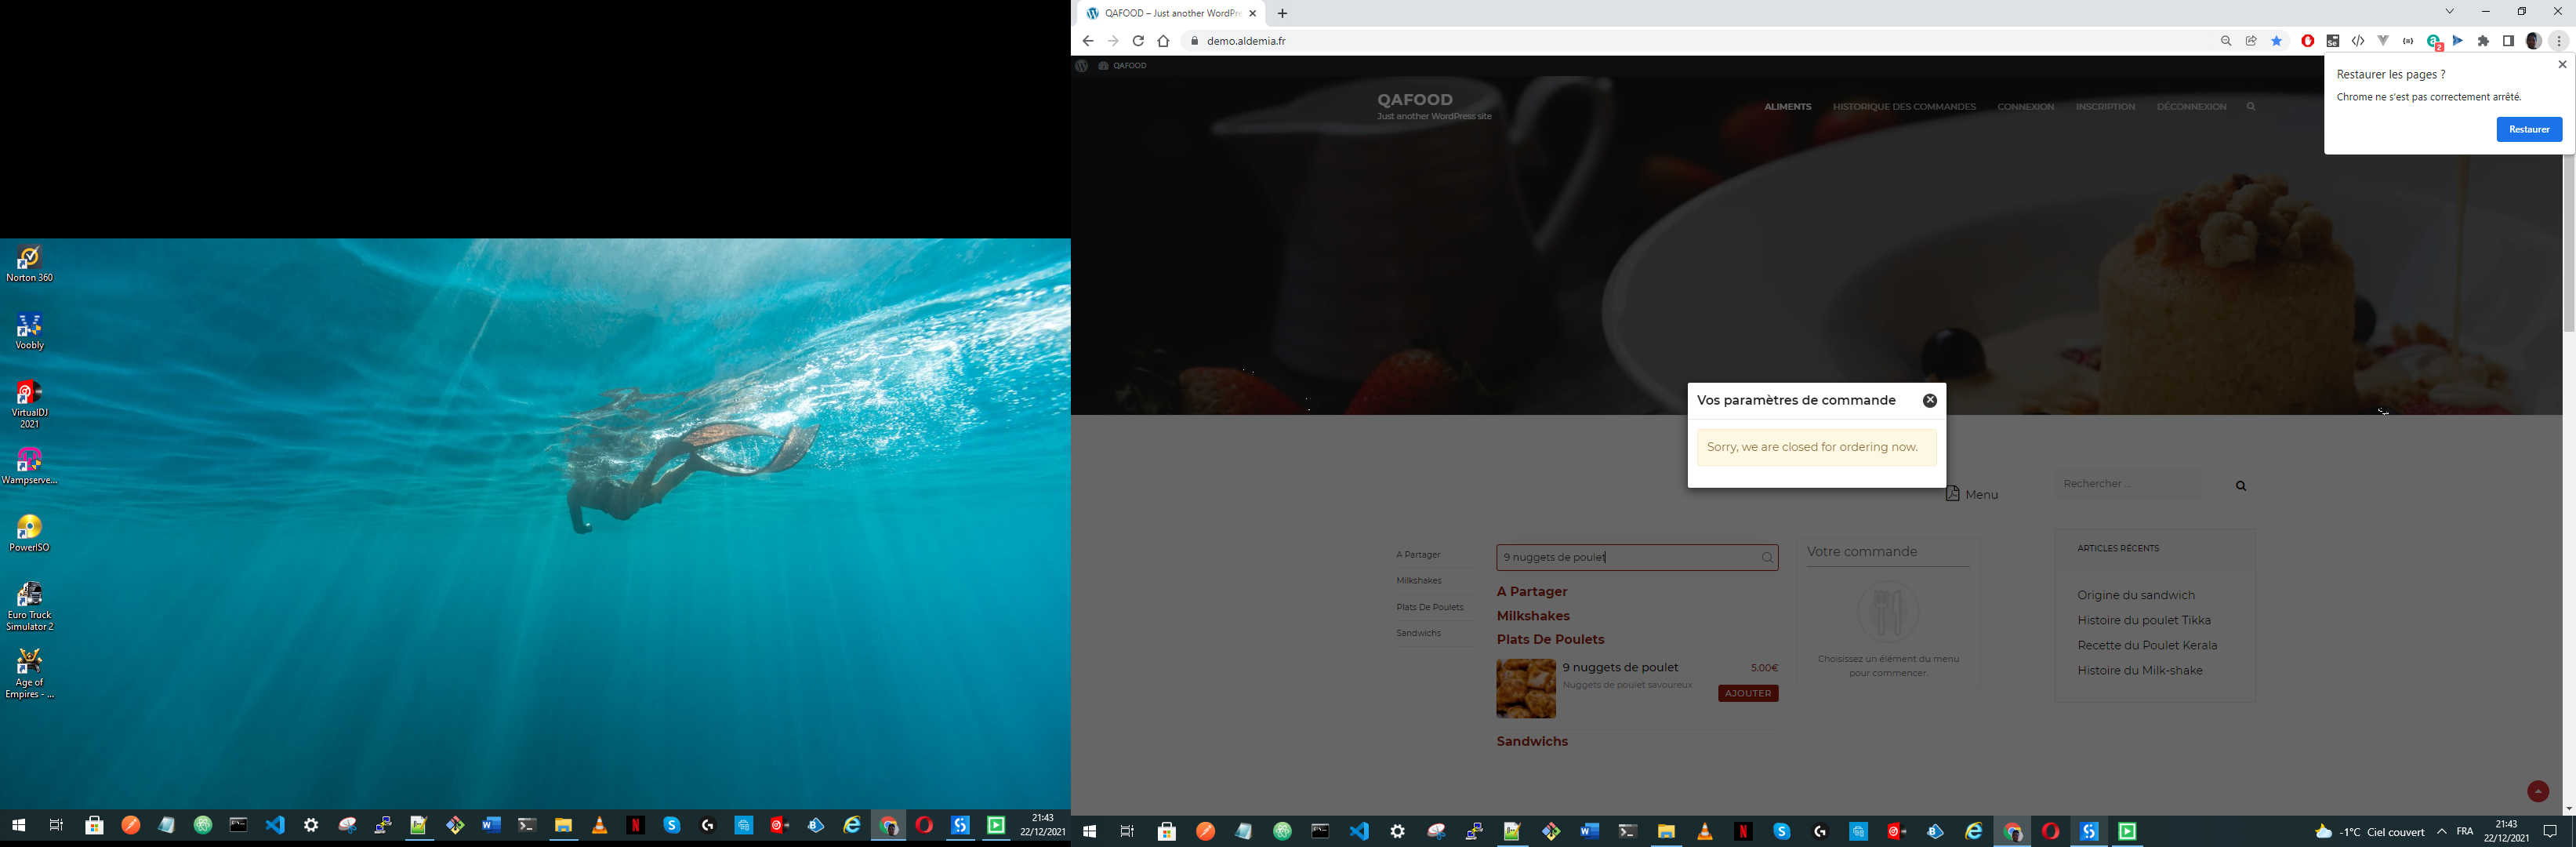 Norton 360
Voobly
VirtualDJ
2021
Wampserve...
PowerISO
Euro Truck
Simulator 2
Age of
Empires - ...
21:43
22/12/2021
QAFOOD – Just another WordPre
demo.aldemia.fr
2
QAFOOD
Restaurer les pages ?
Chrome ne s'est pas correctement arrêté.
Restaurer
QAFOOD
Just another WordPress site
ALIMENTS HISTORIQUE DES COMMANDES CONNEXION INSCRIPTION DÉCONNEXION
Vos paramètres de commande
Sorry, we are closed for ordering now.
Menu
Rechercher ...
A Partager
Milkshakes
Plats De Poulets
Sandwichs
9 nuggets de poulet
A Partager
Milkshakes
Plats De Poulets
9 nuggets de poulet 5.00€
Nuggets de poulet savoureux
AJOUTER
Sandwichs
Votre commande
Choisissez un élément du menu
pour commencer.
ARTICLES RÉCENTS
Origine du sandwich
Histoire du poulet Tikka
Recette du Poulet Kerala
Histoire du Milk-shake
-1°C Ciel couvert
FRA
21:43
22/12/2021